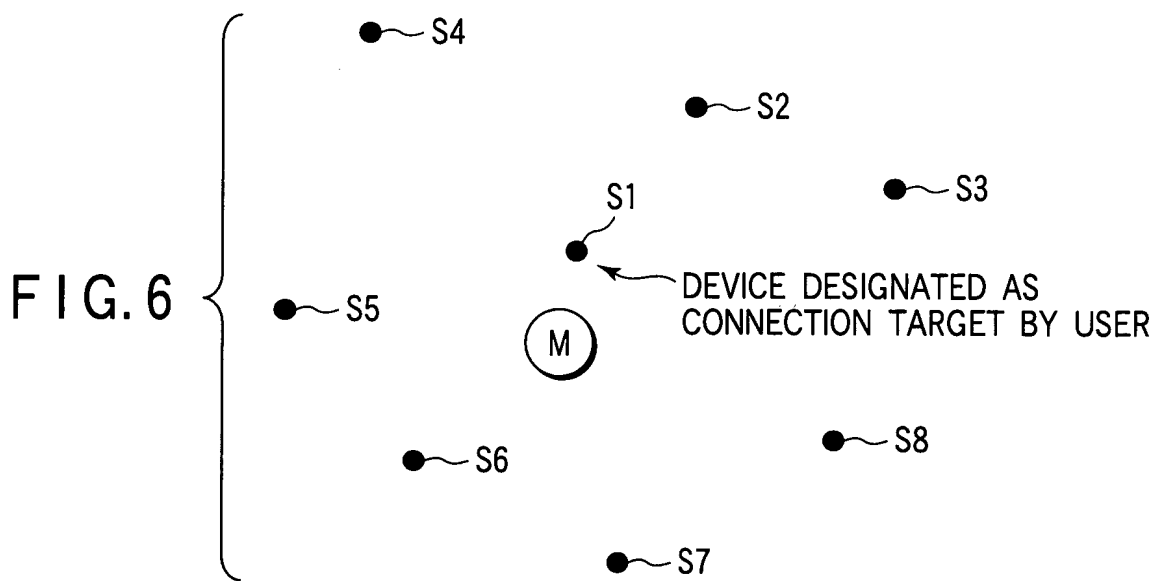 S4
S2
S3
S1
FIG. 6
DEVICE DESIGNATED AS
CONNECTION TARGET BY USER
S5
M
S8
S6
S7